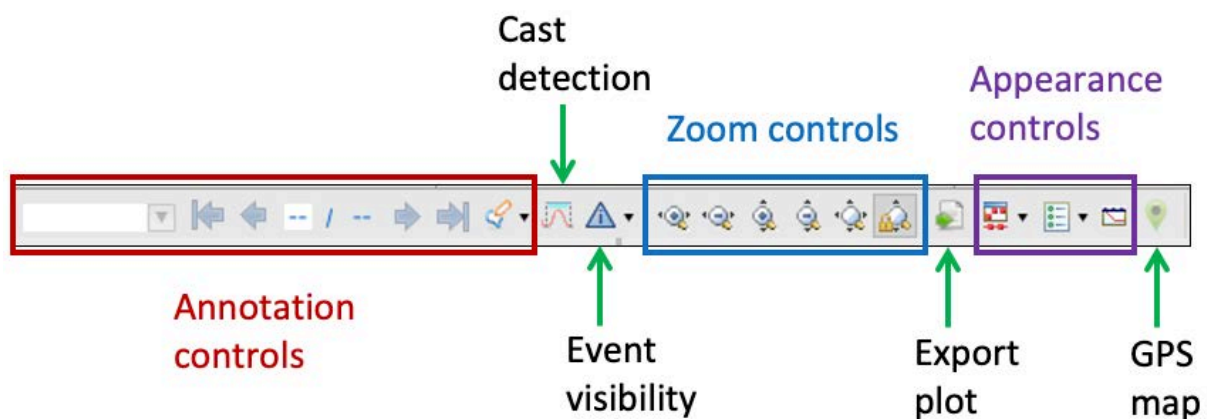 Cast
detection
Appearance
controls
Zoom controls
-- / --
Annotation
controls
Event
visibility
Export
plot
GPS
map